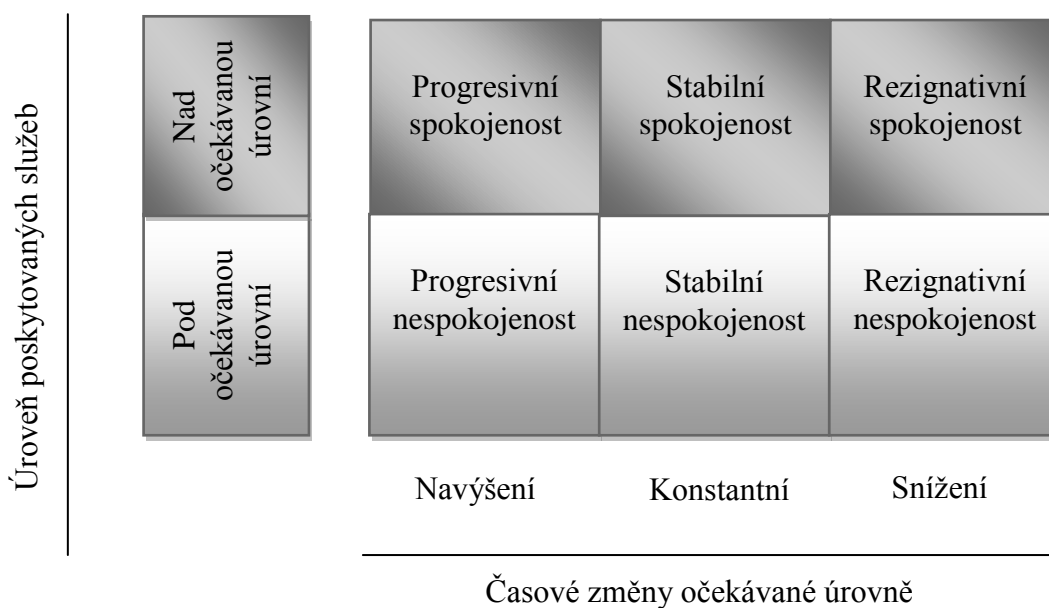 Úroveň poskytovaných služeb
Nad
očekávanou
úrovní
Progresivní
spokojenost
Stabilní
spokojenost
Rezignativní
spokojenost
Pod
očekávanou
úrovní
Progresivní
nespokojenost
Stabilní
nespokojenost
Rezignativní
nespokojenost
Navýšení
Konstantní
Snížení
Časové změny očekávané úrovně